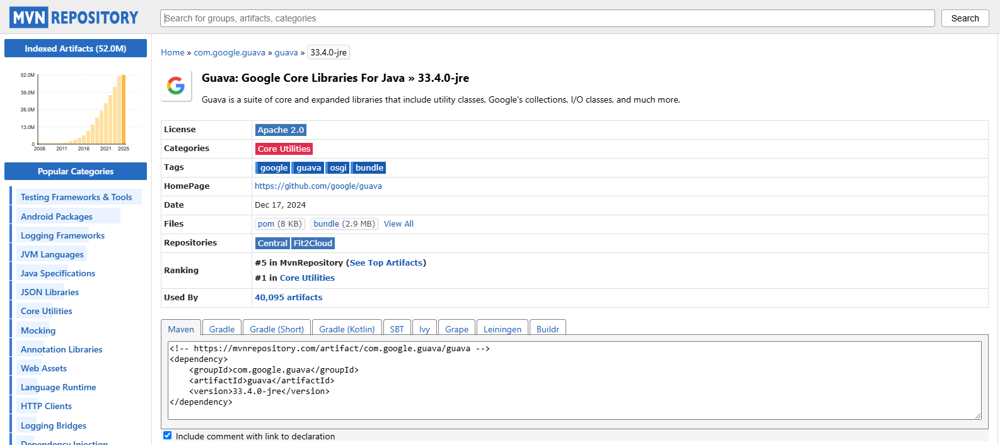 MVN REPOSITORY
Search for groups, artifacts, categories
Search
Indexed Artifacts (52.0M)
52.0M
39.0M
26.0M
13.0M
0
2006 2011 2016 2021 2025
Popular Categories
Testing Frameworks & Tools
Android Packages
Logging Frameworks
JVM Languages
Java Specifications
JSON Libraries
Core Utilities
Mocking
Annotation Libraries
Web Assets
Language Runtime
HTTP Clients
Logging Bridges
Dependency Injection
Home » com.google.guava » guava » 33.4.0-jre
Guava: Google Core Libraries For Java » 33.4.0-jre
Guava is a suite of core and expanded libraries that include utility classes, Google's collections, I/O classes, and much more.
License Apache 2.0
Categories Core Utilities
Tags google guava osgi bundle
HomePage https://github.com/google/guava
Date Dec 17, 2024
Files pom (8 KB) bundle (2.9 MB) View All
Repositories Central Fit2Cloud
Ranking #5 in MvnRepository (See Top Artifacts)
#1 in Core Utilities
Used By 40,095 artifacts
Maven Gradle Gradle (Short) Gradle (Kotlin) SBT Ivy Grape Leiningen Buildr
<!-- https://mvnrepository.com/artifact/com.google.guava/guava -->
<dependency>
    <groupId>com.google.guava</groupId>
    <artifactId>guava</artifactId>
    <version>33.4.0-jre</version>
</dependency>
Include comment with link to declaration